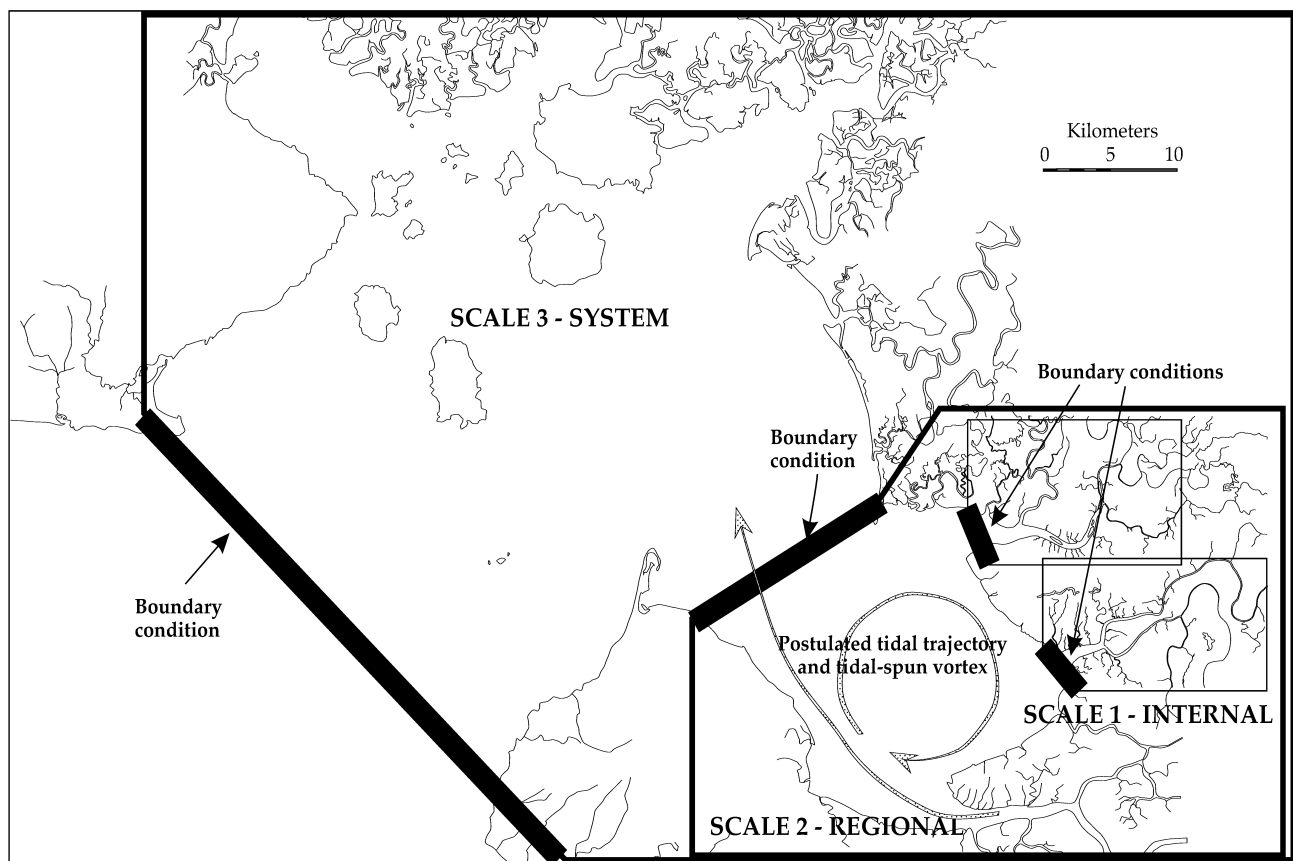 Kilometers
0 5 10
SCALE 3 - SYSTEM
Boundary conditions
Boundary
condition
Boundary
condition
Postulated tidal trajectory
and tidal-spun vortex
SCALE 1 - INTERNAL
SCALE 2 - REGIONAL